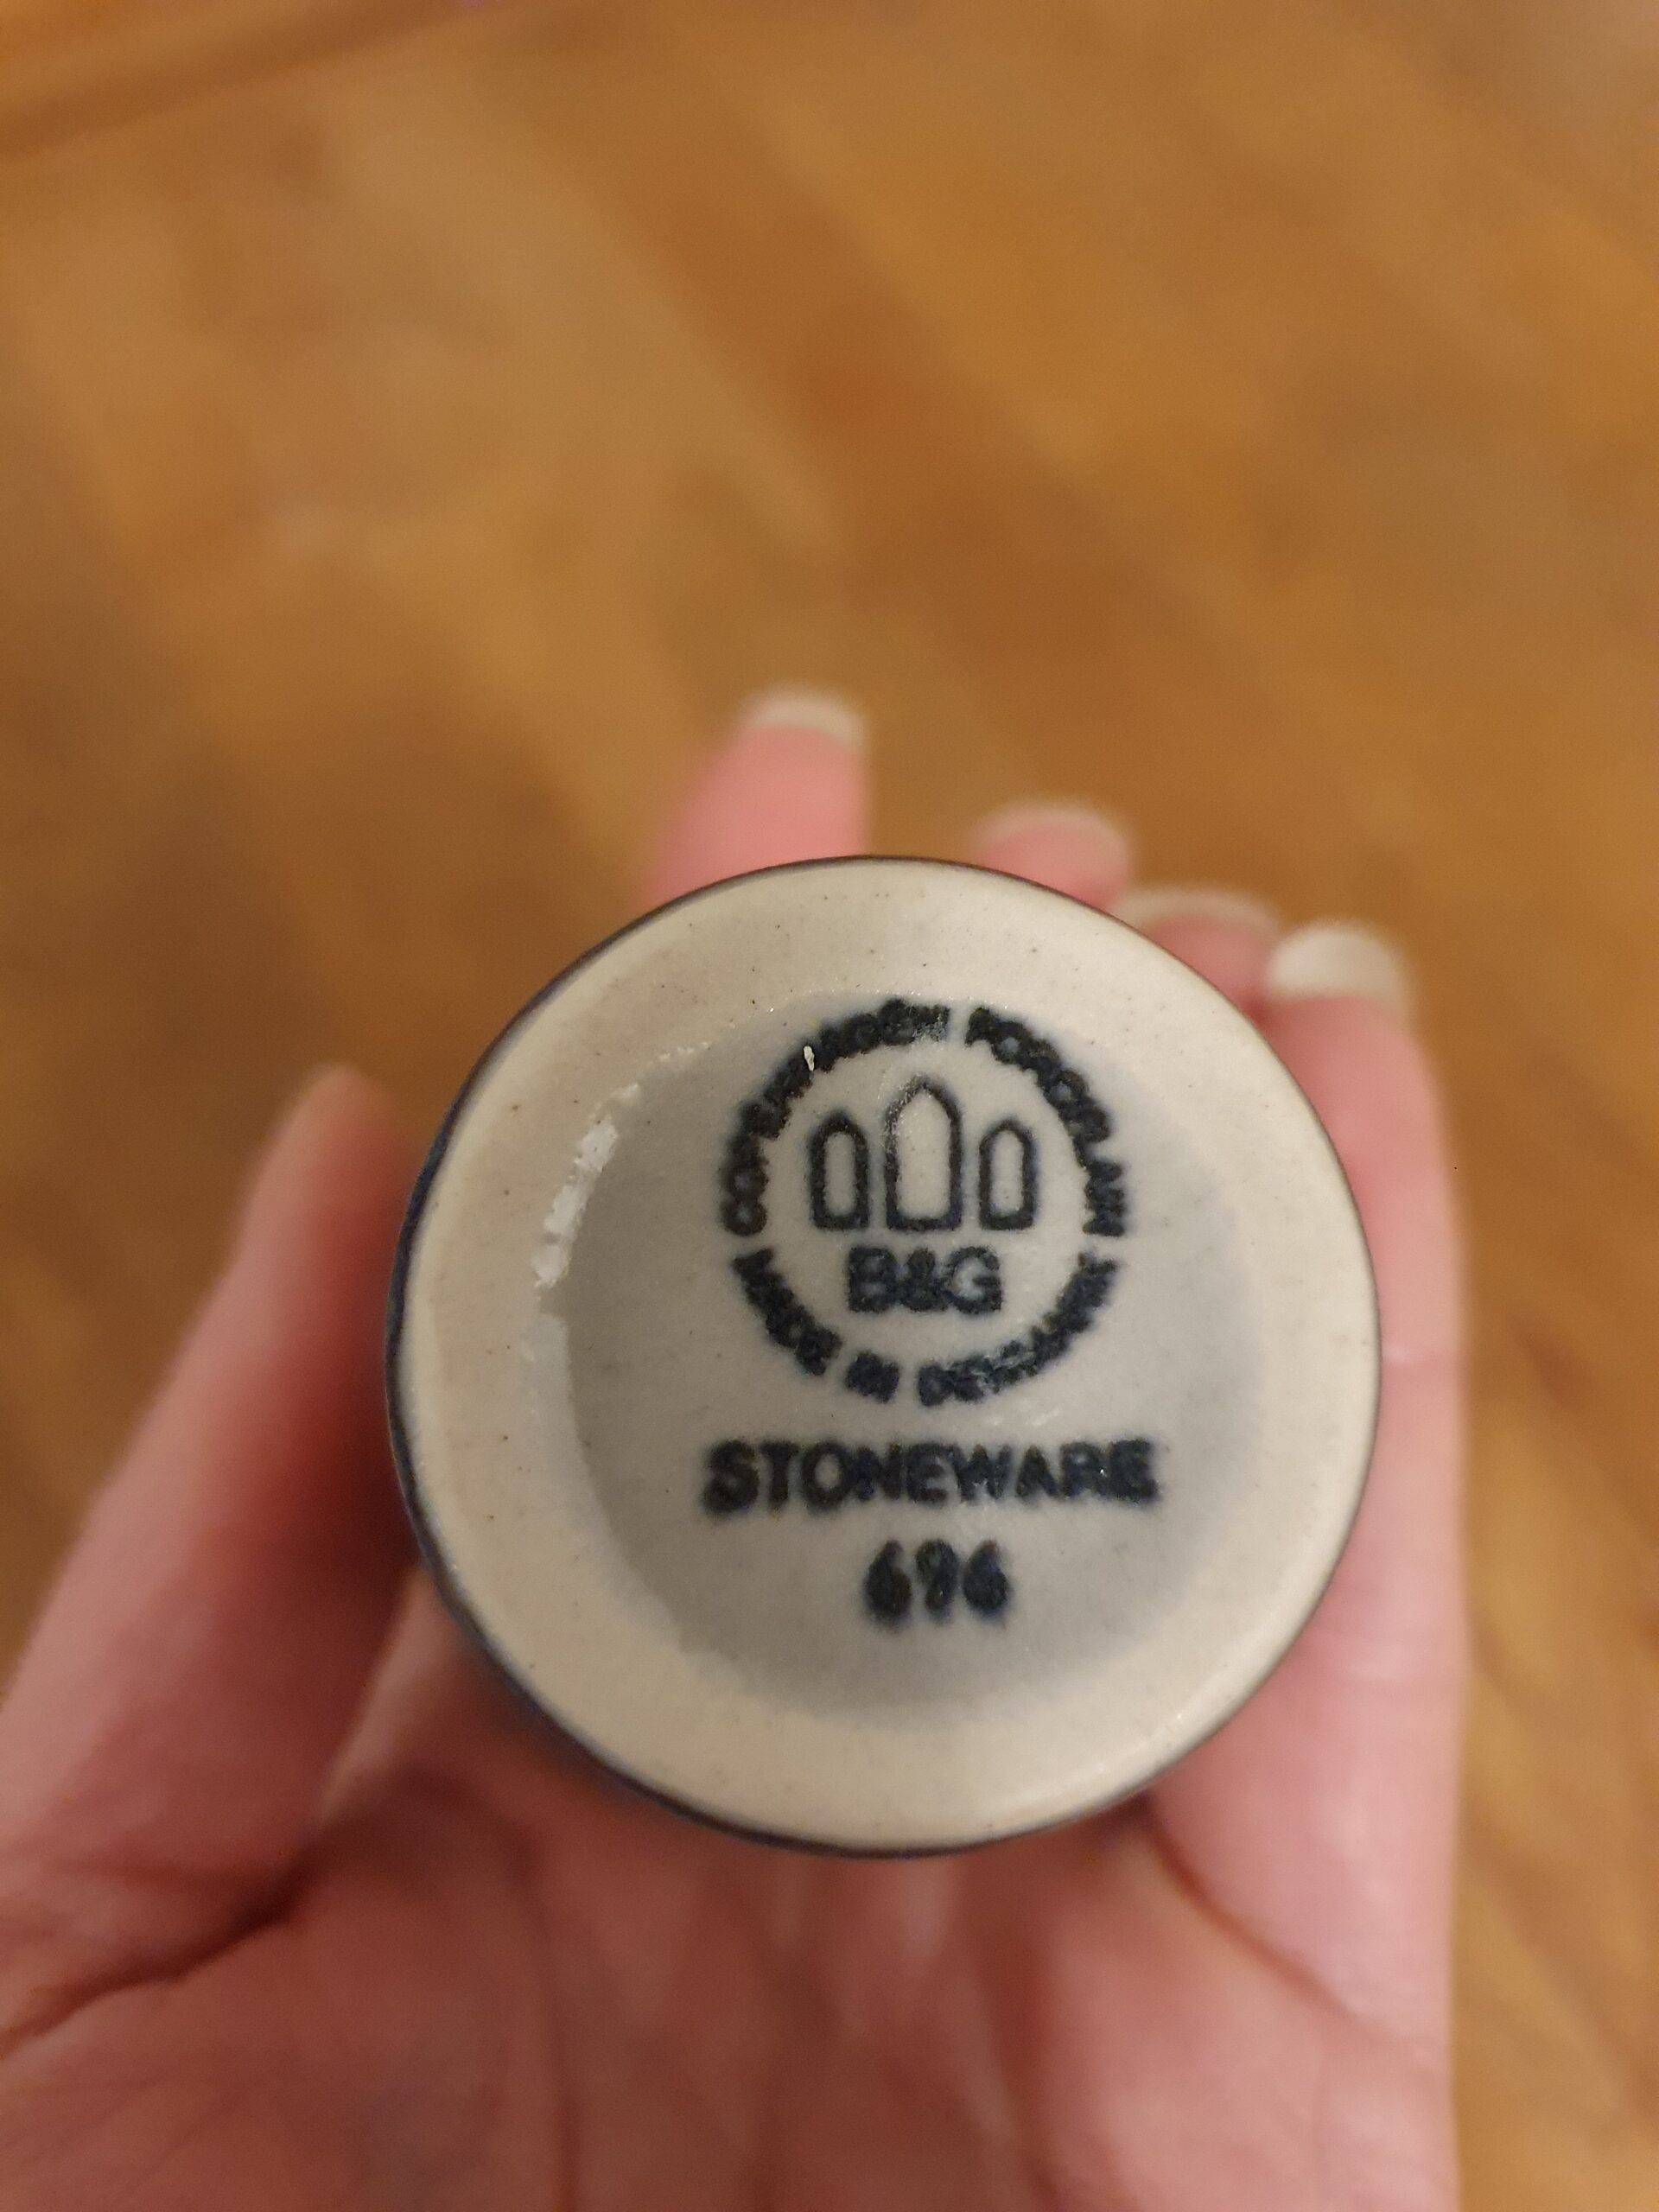 COPENHAGEN PORCELAIN
B&G
MADE IN DENMARK
STONEWARE
696